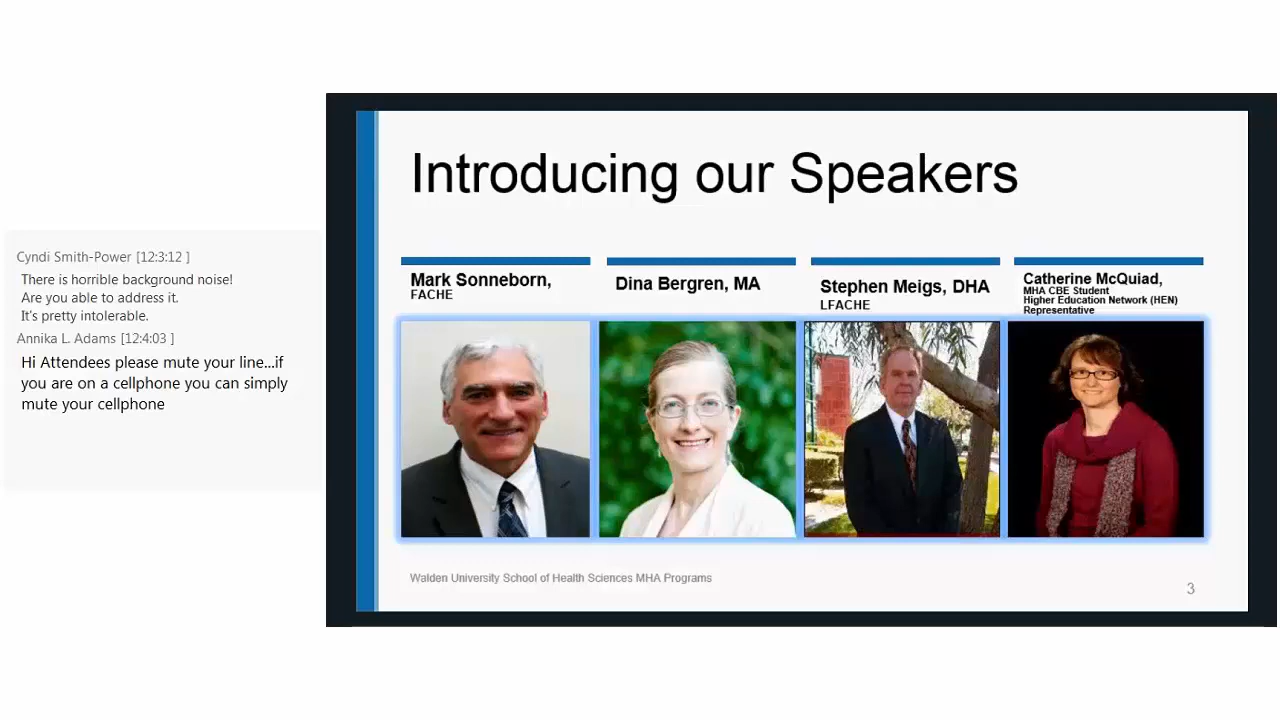 Introducing our Speakers
Mark Sonneborn,
FACHE
Dina Bergren, MA
Stephen Meigs, DHA
LFACHE
Catherine McQuiad,
MHA CBE Student
Higher Education Network (HEN)
Representative
Walden University School of Health Sciences MHA Programs
3
Cyndi Smith-Power [12:3:12 ]
There is horrible background noise!
Are you able to address it.
It's pretty intolerable.
Annika L. Adams [12:4:03 ]
Hi Attendees please mute your line...if
you are on a cellphone you can simply
mute your cellphone